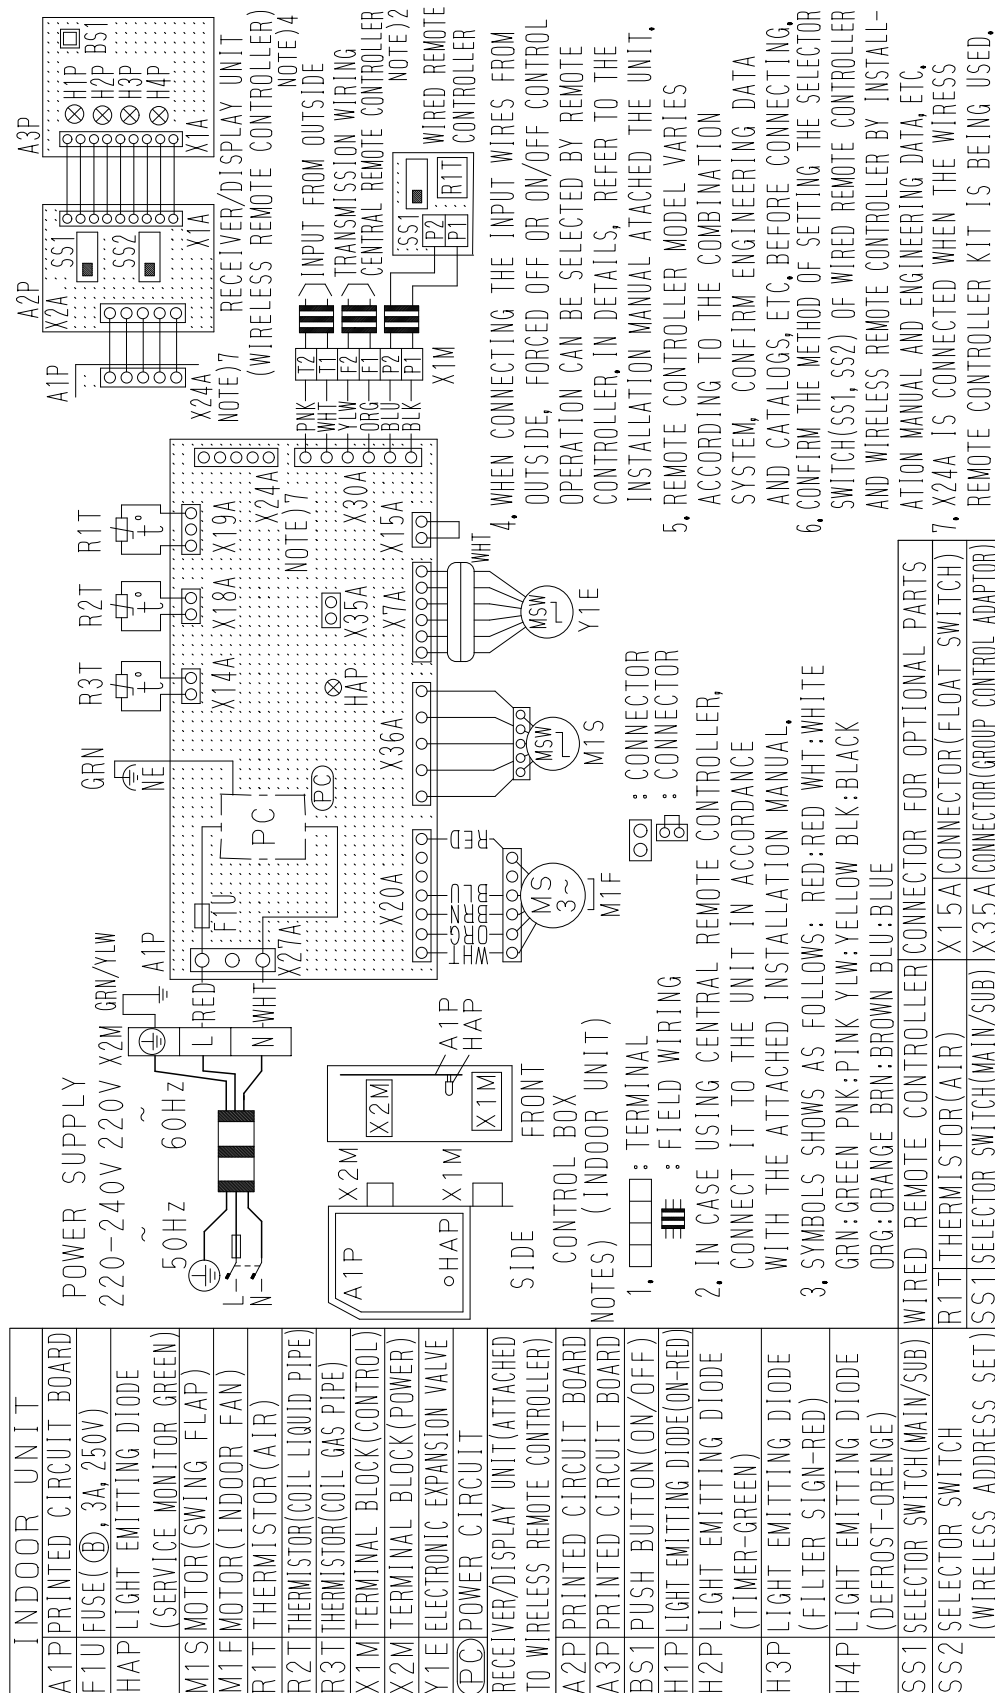 INDOOR UNIT
A1P PRINTED CIRCUIT BOARD
F1U FUSE(Ⓑ, 3A, 250V)
HAP LIGHT EMITTING DIODE
(SERVICE MONITOR GREEN)
M1S MOTOR(SWING FLAP)
M1F MOTOR(INDOOR FAN)
R1T THERMISTOR(AIR)
R2T THERMISTOR(COIL LIQUID PIPE)
R3T THERMISTOR(COIL GAS PIPE)
X1M TERMINAL BLOCK(CONTROL)
X2M TERMINAL BLOCK(POWER)
Y1E ELECTRONIC EXPANSION VALVE
PC POWER CIRCUIT
RECEIVER/DISPLAY UNIT(ATTACHED
TO WIRELESS REMOTE CONTROLLER)
A2P PRINTED CIRCUIT BOARD
A3P PRINTED CIRCUIT BOARD
BS1 PUSH BUTTON(ON/OFF)
H1P LIGHT EMITTING DIODE(ON-RED)
H2P LIGHT EMITTING DIODE
(TIMER-GREEN)
H3P LIGHT EMITTING DIODE
(FILTER SIGN-RED)
H4P LIGHT EMITTING DIODE
(DEFROST-ORENGE)
SS1 SELECTOR SWITCH(MAIN/SUB)
SS2 SELECTOR SWITCH
(WIRELESS ADDRESS SET)
WIRED REMOTE CONTROLLER
R1T THERMISTOR(AIR)
SS1 SELECTOR SWITCH(MAIN/SUB)
CONNECTOR FOR OPTIONAL PARTS
X15A CONNECTOR(FLOAT SWITCH)
X35A CONNECTOR(GROUP CONTROL ADAPTOR)
POWER SUPPLY
220-240V 220V
~ ~
50Hz 60Hz
L
N
X2M
GRN/YLW
L
N
RED
WHT
A1P
X27A
F1U
PC
PC
GRN
NE
R3T
t°
X14A
R2T
t°
X18A
R1T
t°
X19A
X24A
NOTE)7
HAP
X35A
X30A
X20A
X36A
X7A
X15A
WHT
ORG
BRN
BLU
RED
MS
3~
M1F
MSW
M1S
MSW
Y1E
WHT
PNK
WHT
YLW
ORG
BLU
BLK
T2
T1
F2
F1
P2
P1
X1M
INPUT FROM OUTSIDE
NOTE)4
TRANSMISSION WIRING
CENTRAL REMOTE CONTROLLER
NOTE)2
WIRED REMOTE
CONTROLLER
P2
P1
SS1
R1T
A1P
X24A
NOTE)7
A2P
X2A
SS1
SS2
X1A
A3P
X1A
H1P
H2P
H3P
H4P
BS1
RECEIVER/DISPLAY UNIT
(WIRELESS REMOTE CONTROLLER)
A1P
HAP
X2M
X1M
SIDE
X2M
X1M
A1P
HAP
FRONT
CONTROL BOX
(INDOOR UNIT)
NOTES)
1. : TERMINAL : CONNECTOR
: FIELD WIRING : CONNECTOR
2. IN CASE USING CENTRAL REMOTE CONTROLLER,
CONNECT IT TO THE UNIT IN ACCORDANCE
WITH THE ATTACHED INSTALLATION MANUAL.
3. SYMBOLS SHOWS AS FOLLOWS: RED:RED WHT:WHITE
GRN:GREEN PNK:PINK YLW:YELLOW BLK:BLACK
ORG:ORANGE BRN:BROWN BLU:BLUE
4. WHEN CONNECTING THE INPUT WIRES FROM
OUTSIDE, FORCED OFF OR ON/OFF CONTROL
OPERATION CAN BE SELECTED BY REMOTE
CONTROLLER. IN DETAILS, REFER TO THE
INSTALLATION MANUAL ATACHED THE UNIT.
5. REMOTE CONTROLLER MODEL VARIES
ACCORDING TO THE COMBINATION
SYSTEM, CONFIRM ENGINEERING DATA
AND CATALOGS, ETC. BEFORE CONNECTING.
6. CONFIRM THE METHOD OF SETTING THE SELECTOR
SWITCH(SS1, SS2) OF WIRED REMOTE CONTROLLER
AND WIRELESS REMOTE CONTROLLER BY INSTALL-
ATION MANUAL AND ENGINEERING DATA, ETC.
7. X24A IS CONNECTED WHEN THE WIRESS
REMOTE CONTROLLER KIT IS BEING USED.